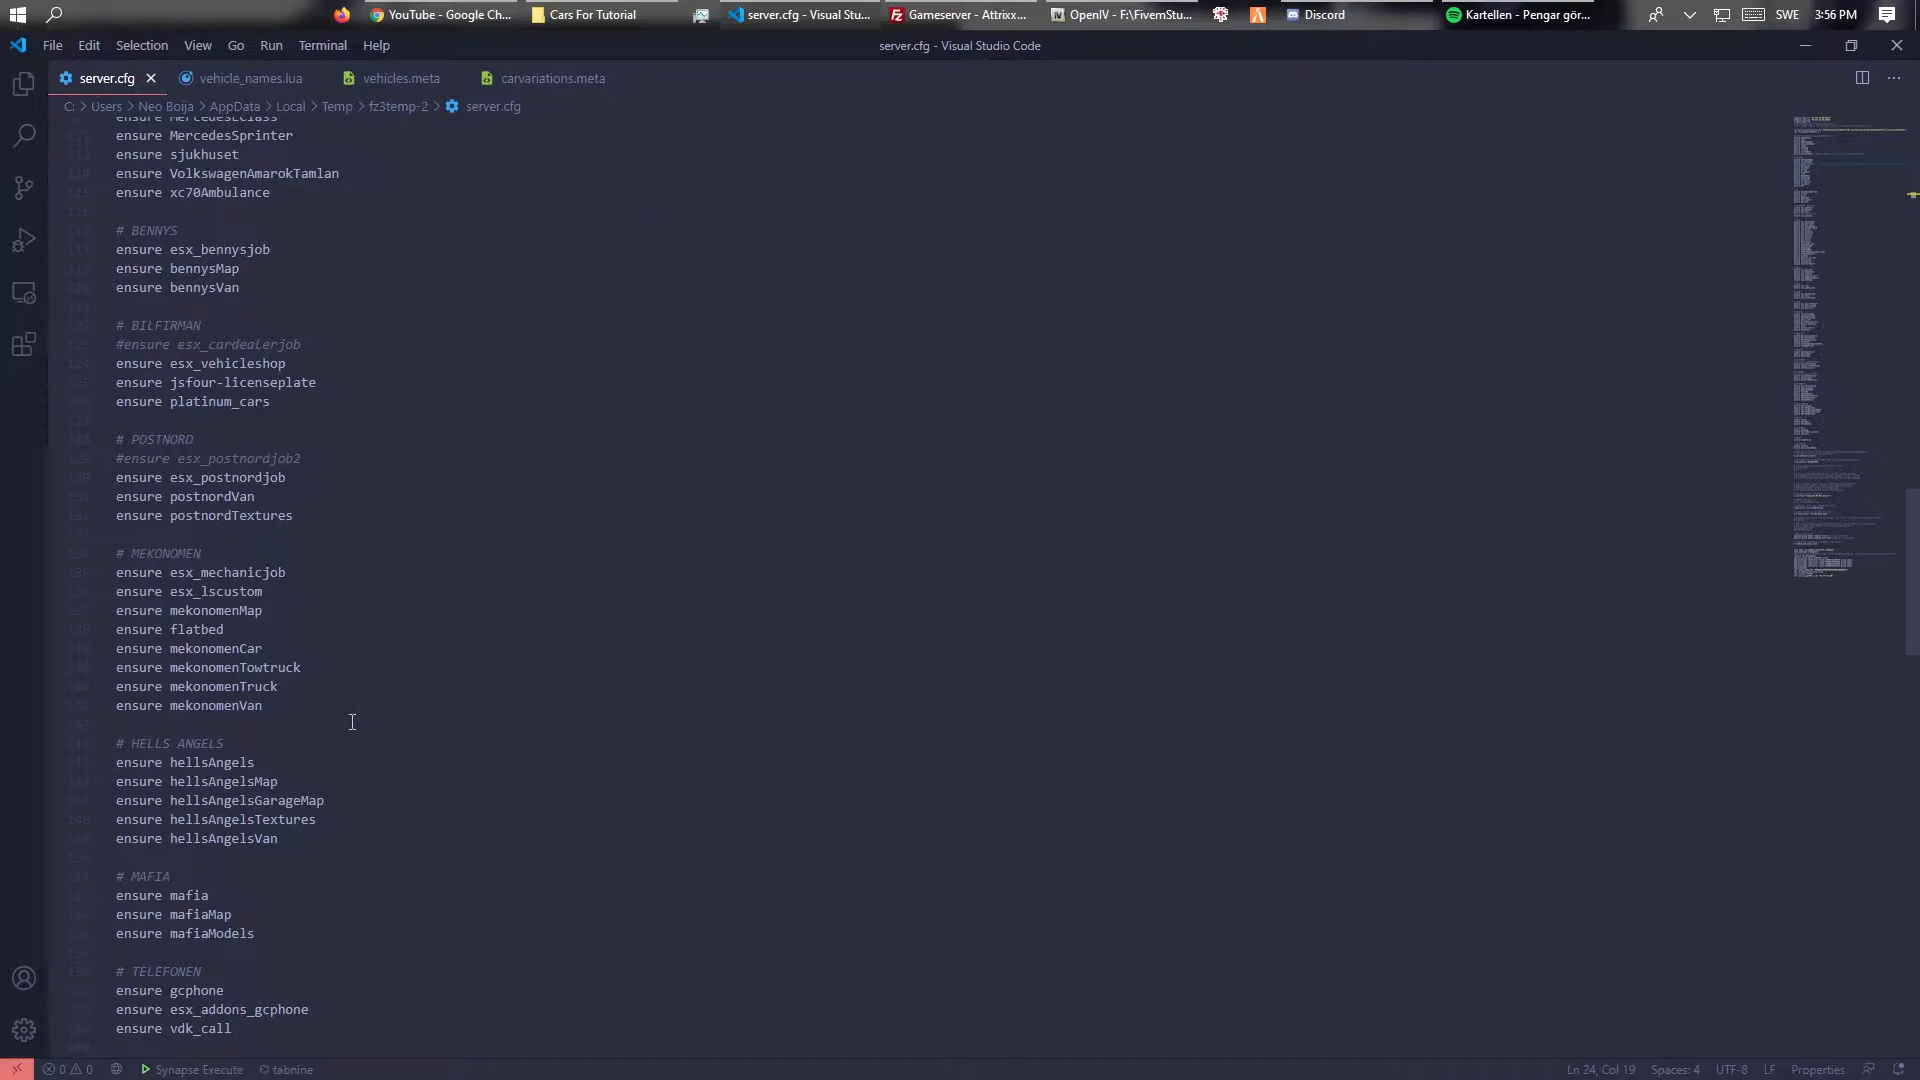 YouTube - Google Ch...
Cars For Tutorial
server.cfg - Visual Stu...
Gameserver - Attrixx...
OpenIV - F:\FivemStu...
Discord
Kartellen - Pengar gör...
SWE
3:56 PM
File Edit Selection View Go Run Terminal Help
server.cfg - Visual Studio Code
server.cfg
vehicle_names.lua
vehicles.meta
carvariations.meta
C: > Users > Neo Boija > AppData > Local > Temp > fz3temp-2 > server.cfg
ensure MercedesSprinter
ensure sjukhuset
ensure VolkswagenAmarokTamlan
ensure xc70Ambulance
# BENNYS
ensure esx_bennysjob
ensure bennysMap
ensure bennysVan
# BILFIRMAN
#ensure esx_cardealerjob
ensure esx_vehicleshop
ensure jsfour-licenseplate
ensure platinum_cars
# POSTNORD
#ensure esx_postnordjob2
ensure esx_postnordjob
ensure postnordVan
ensure postnordTextures
# MEKONOMEN
ensure esx_mechanicjob
ensure esx_lscustom
ensure mekonomenMap
ensure flatbed
ensure mekonomenCar
ensure mekonomenTowtruck
ensure mekonomenTruck
ensure mekonomenVan
# HELLS ANGELS
ensure hellsAngels
ensure hellsAngelsMap
ensure hellsAngelsGarageMap
ensure hellsAngelsTextures
ensure hellsAngelsVan
# MAFIA
ensure mafia
ensure mafiaMap
ensure mafiaModels
# TELEFONEN
ensure gcphone
ensure esx_addons_gcphone
ensure vdk_call
0 0
Synapse Execute
tabnine
Ln 24, Col 19
Spaces: 4
UTF-8
LF
Properties